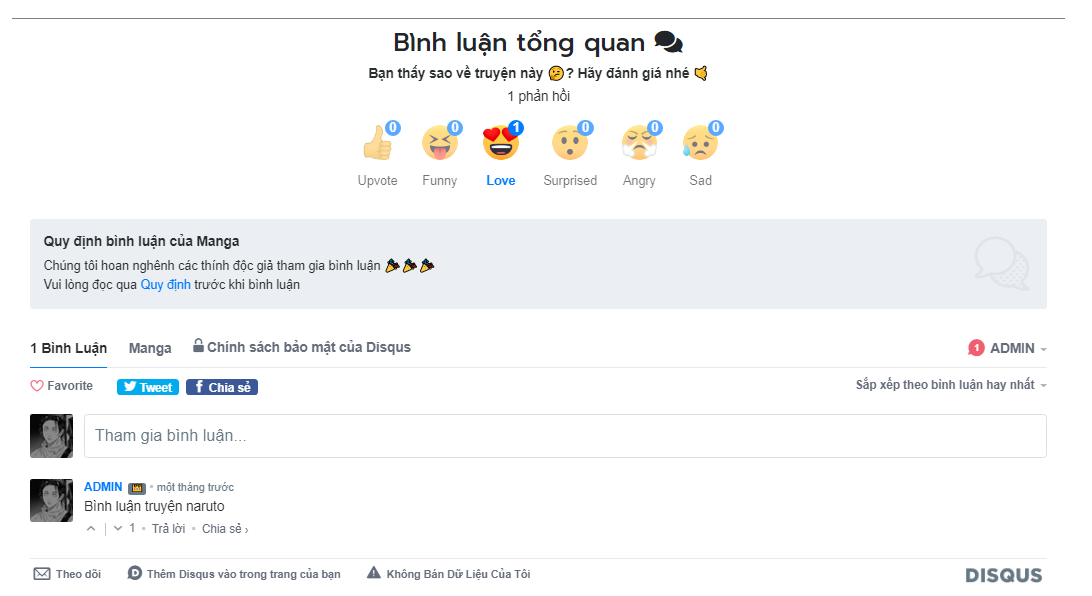 Bình luận tổng quan
Bạn thấy sao về truyện này 😕? Hãy đánh giá nhé 🤙
1 phản hồi
0 0 1 0 0 0
Upvote Funny Love Surprised Angry Sad
Quy định bình luận của Manga
Chúng tôi hoan nghênh các thính độc giả tham gia bình luận 🎉🎉🎉
Vui lòng đọc qua Quy định trước khi bình luận
1 Bình Luận Manga Chính sách bảo mật của Disqus 1 ADMIN
Favorite Tweet f Chia sẻ Sắp xếp theo bình luận hay nhất
Tham gia bình luận...
ADMIN • một tháng trước
Bình luận truyện naruto
1 • Trả lời • Chia sẻ ›
Theo dõi D Thêm Disqus vào trong trang của bạn Không Bán Dữ Liệu Của Tôi DISQUS